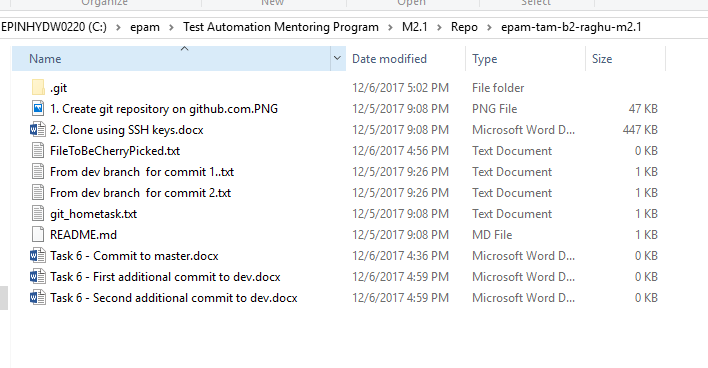 Organize New Open Select
EPINHYDW0220 (C:) › epam › Test Automation Mentoring Program › M2.1 › Repo › epam-tam-b2-raghu-m2.1
Name Date modified Type Size
.git 12/6/2017 5:02 PM File folder
1. Create git repository on github.com.PNG 12/5/2017 9:08 PM PNG File 47 KB
2. Clone using SSH keys.docx 12/5/2017 9:08 PM Microsoft Word D... 447 KB
FileToBeCherryPicked.txt 12/6/2017 4:56 PM Text Document 0 KB
From dev branch  for commit 1..txt 12/5/2017 9:26 PM Text Document 1 KB
From dev branch  for commit 2.txt 12/5/2017 9:26 PM Text Document 1 KB
git_hometask.txt 12/5/2017 9:08 PM Text Document 1 KB
README.md 12/5/2017 9:08 PM MD File 1 KB
Task 6 - Commit to master.docx 12/6/2017 4:36 PM Microsoft Word D... 0 KB
Task 6 - First additional commit to dev.docx 12/6/2017 4:59 PM Microsoft Word D... 0 KB
Task 6 - Second additional commit to dev.docx 12/6/2017 4:59 PM Microsoft Word D... 0 KB